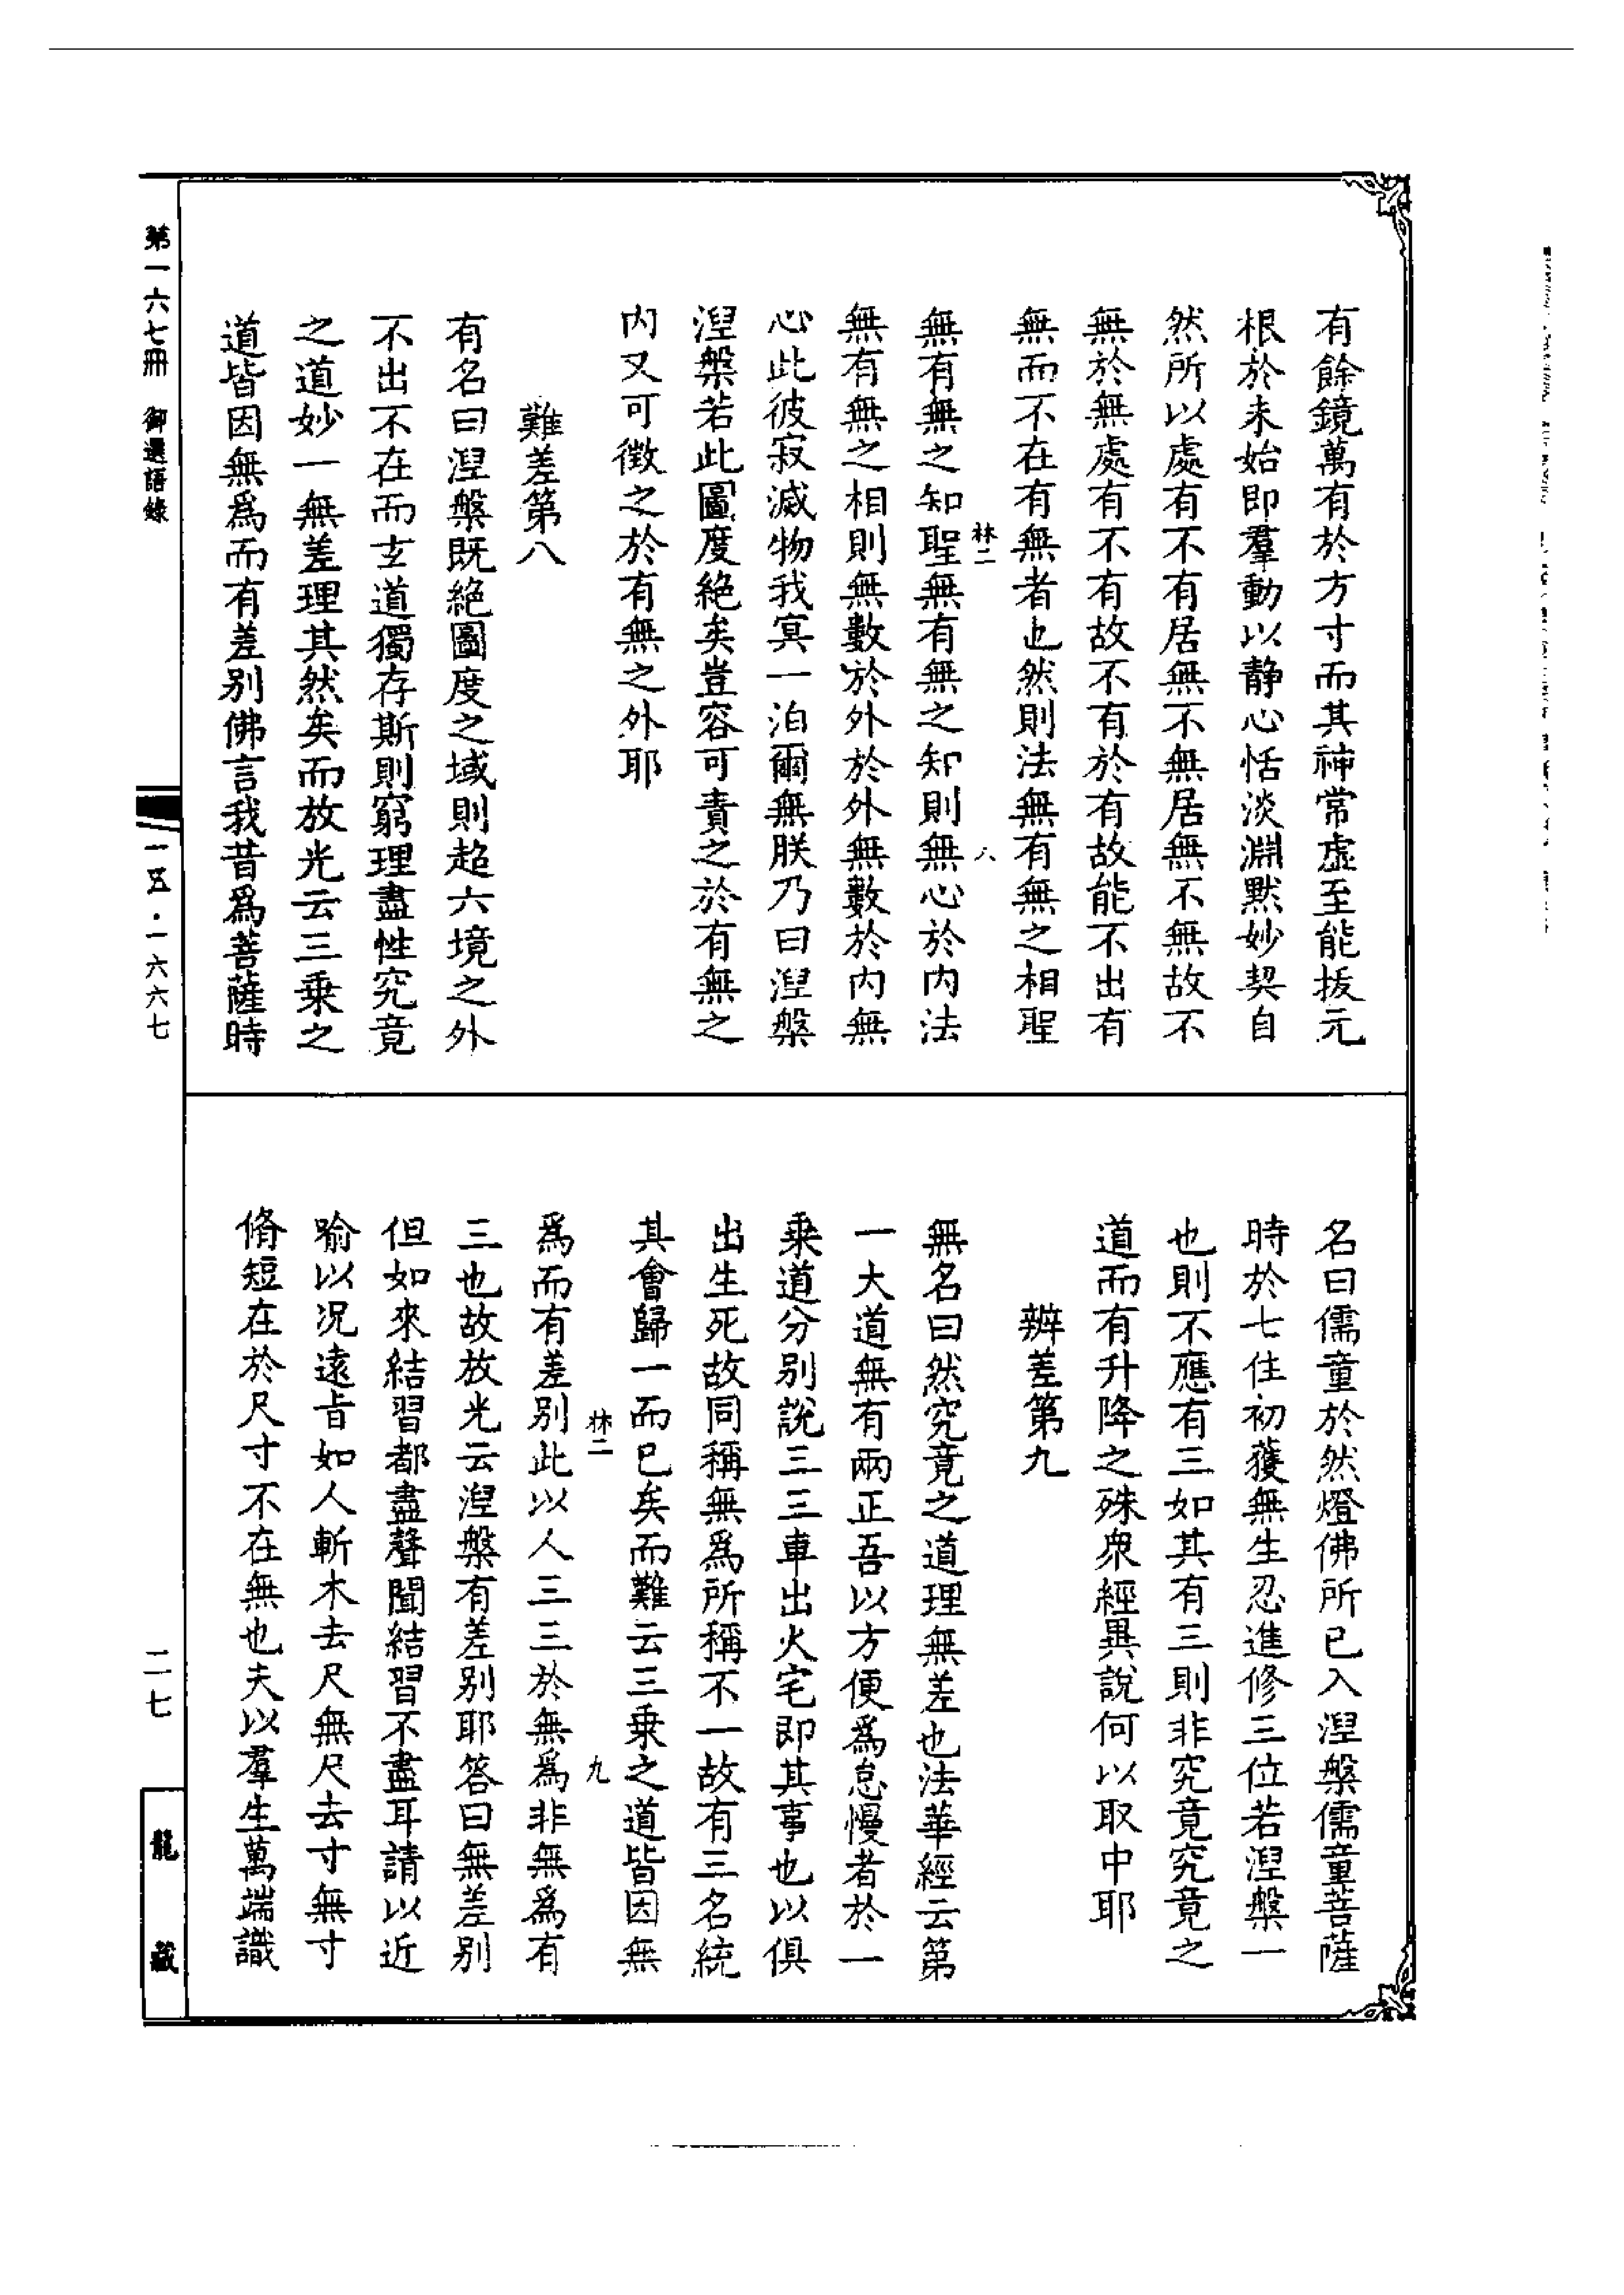 有餘鏡萬有於方寸而其神常虛至能拔元
根於未始即羣動以靜心恬淡淵默妙契自
然所以處有不有居無不無居無不無故不
無於無處有不有故不有於有故能不出有
無而不在有無者也然則法無有無之相聖
林二
八
無有無之知聖無有無之知則無心於內法
無有無之相則無數於外於外無數於內無
心此彼寂滅物我冥一泊爾無朕乃曰涅槃
涅槃若此圖度絕矣豈容可責之於有無之
內又可徵之於有無之外耶
難差第八
有名曰涅槃既絕圖度之域則超六境之外
不出不在而玄道獨存斯則窮理盡性究竟
之道妙一無差理其然矣而放光云三乗之
道皆因無爲而有差別佛言我昔爲菩薩時
名曰儒童於然燈佛所已入涅槃儒童菩薩
時於七住初獲無生忍進修三位若涅槃一
也則不應有三如其有三則非究竟究竟之
道而有升降之殊衆經異說何以取中耶
辨差第九
無名曰然究竟之道理無差也法華經云第
一大道無有兩正吾以方便爲怠慢者於一
乗道分別說三三車出火宅即其事也以俱
出生死故同稱無爲所稱不一故有三名統
其會歸一而已矣而難云三乗之道皆因無
林二
九
爲而有差別此以人三三於無爲非無爲有
三也故放光云涅槃有差別耶答曰無差別
但如來結習都盡聲聞結習不盡耳請以近
喻以況遠旨如人斬木去尺無尺去寸無寸
脩短在於尺寸不在無也夫以羣生萬端識
第一六七冊 御選語錄
一五·一六六七
二七
龍藏